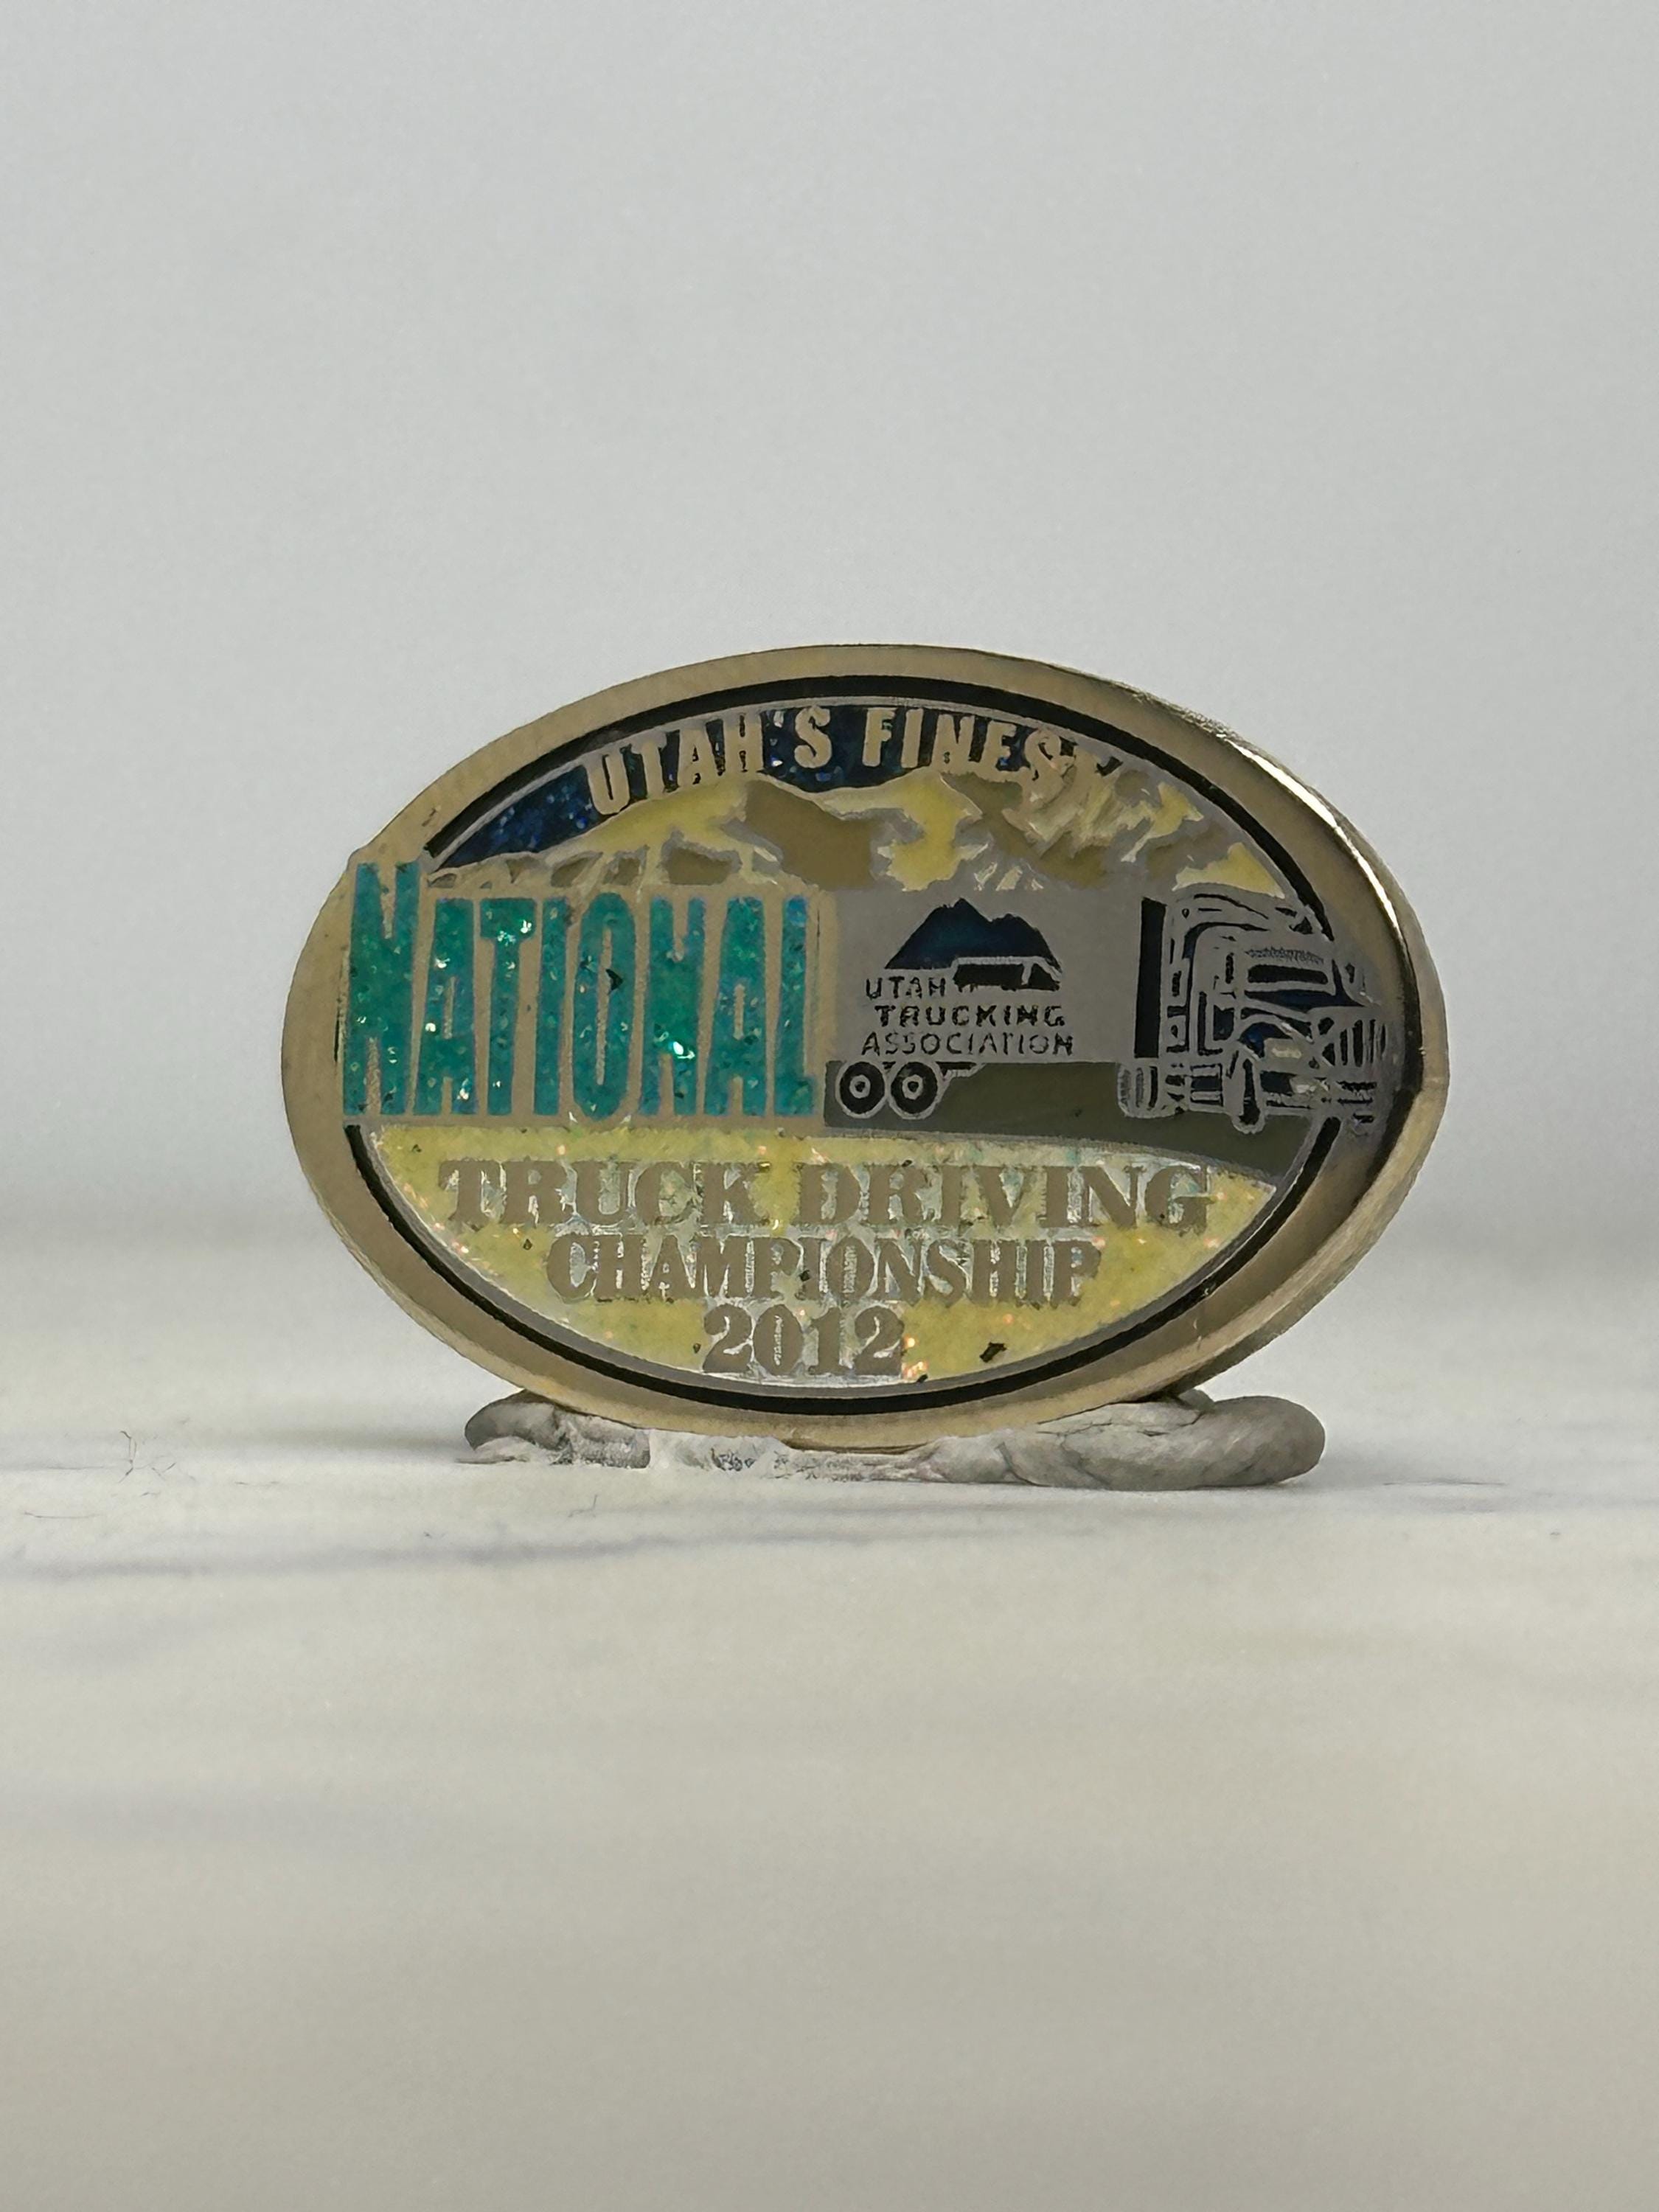 UTAH'S FINEST
NATIONAL
UTAH
TRUCKING
ASSOCIATION
TRUCK DRIVING
CHAMPIONSHIP
2012